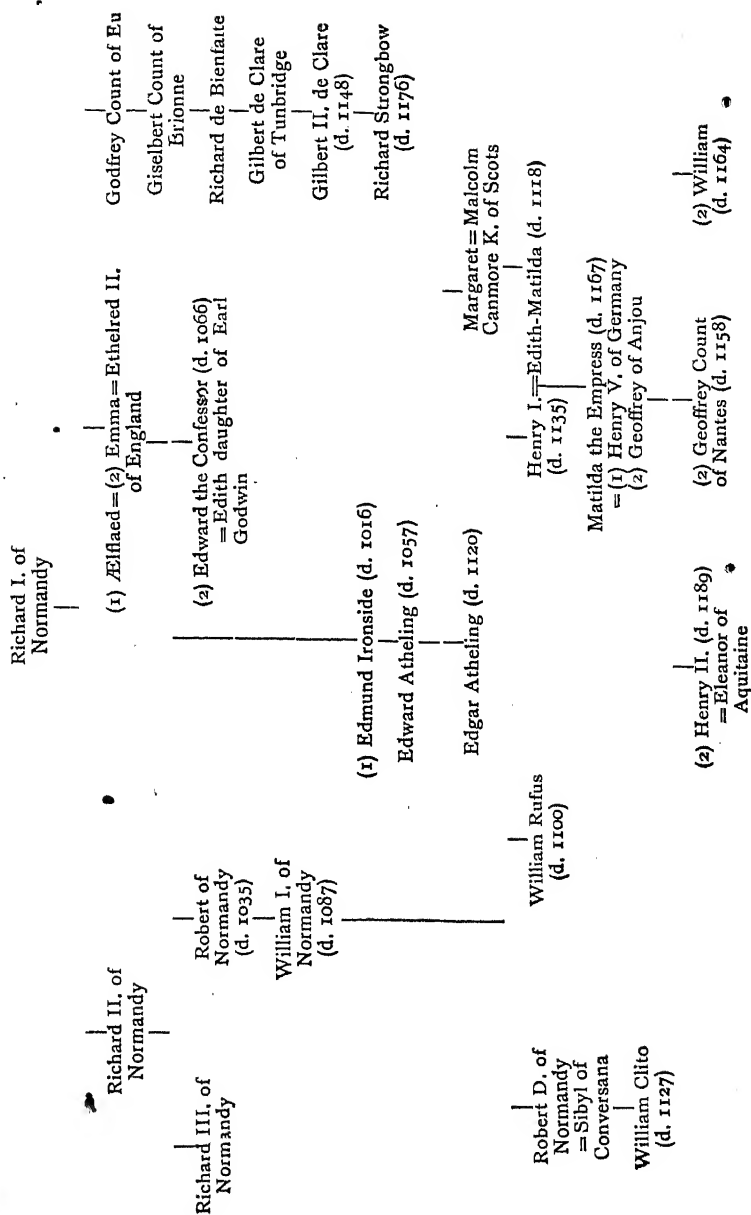 Richard I. of
Normandy
Richard II. of
Normandy
(1) Ælflaed = (2) Emma = Ethelred II.
of England
Godfrey Count of Eu
Giselbert Count of
Brionne
Richard de Bienfaite
Gilbert de Clare
of Tunbridge
Gilbert II. de Clare
(d. 1148)
Richard Strongbow
(d. 1176)
Richard III. of
Normandy
Robert of
Normandy
(d. 1035)
William I. of
Normandy
(d. 1087)
(2) Edward the Confessor (d. 1066)
= Edith daughter of Earl
Godwin
(1) Edmund Ironside (d. 1016)
Edward Atheling (d. 1057)
Edgar Atheling (d. 1120)
Margaret = Malcolm
Canmore K. of Scots
Robert D. of
Normandy
= Sibyl of
Conversana
William Clito
(d. 1127)
William Rufus
(d. 1100)
Henry I. = Edith-Matilda (d. 1118)
(d. 1135)
Matilda the Empress (d. 1167)
= (1) Henry V. of Germany
(2) Geoffrey of Anjou
(2) Henry II. (d. 1189)
= Eleanor of
Aquitaine
(2) Geoffrey Count
of Nantes (d. 1158)
(2) William
(d. 1164)